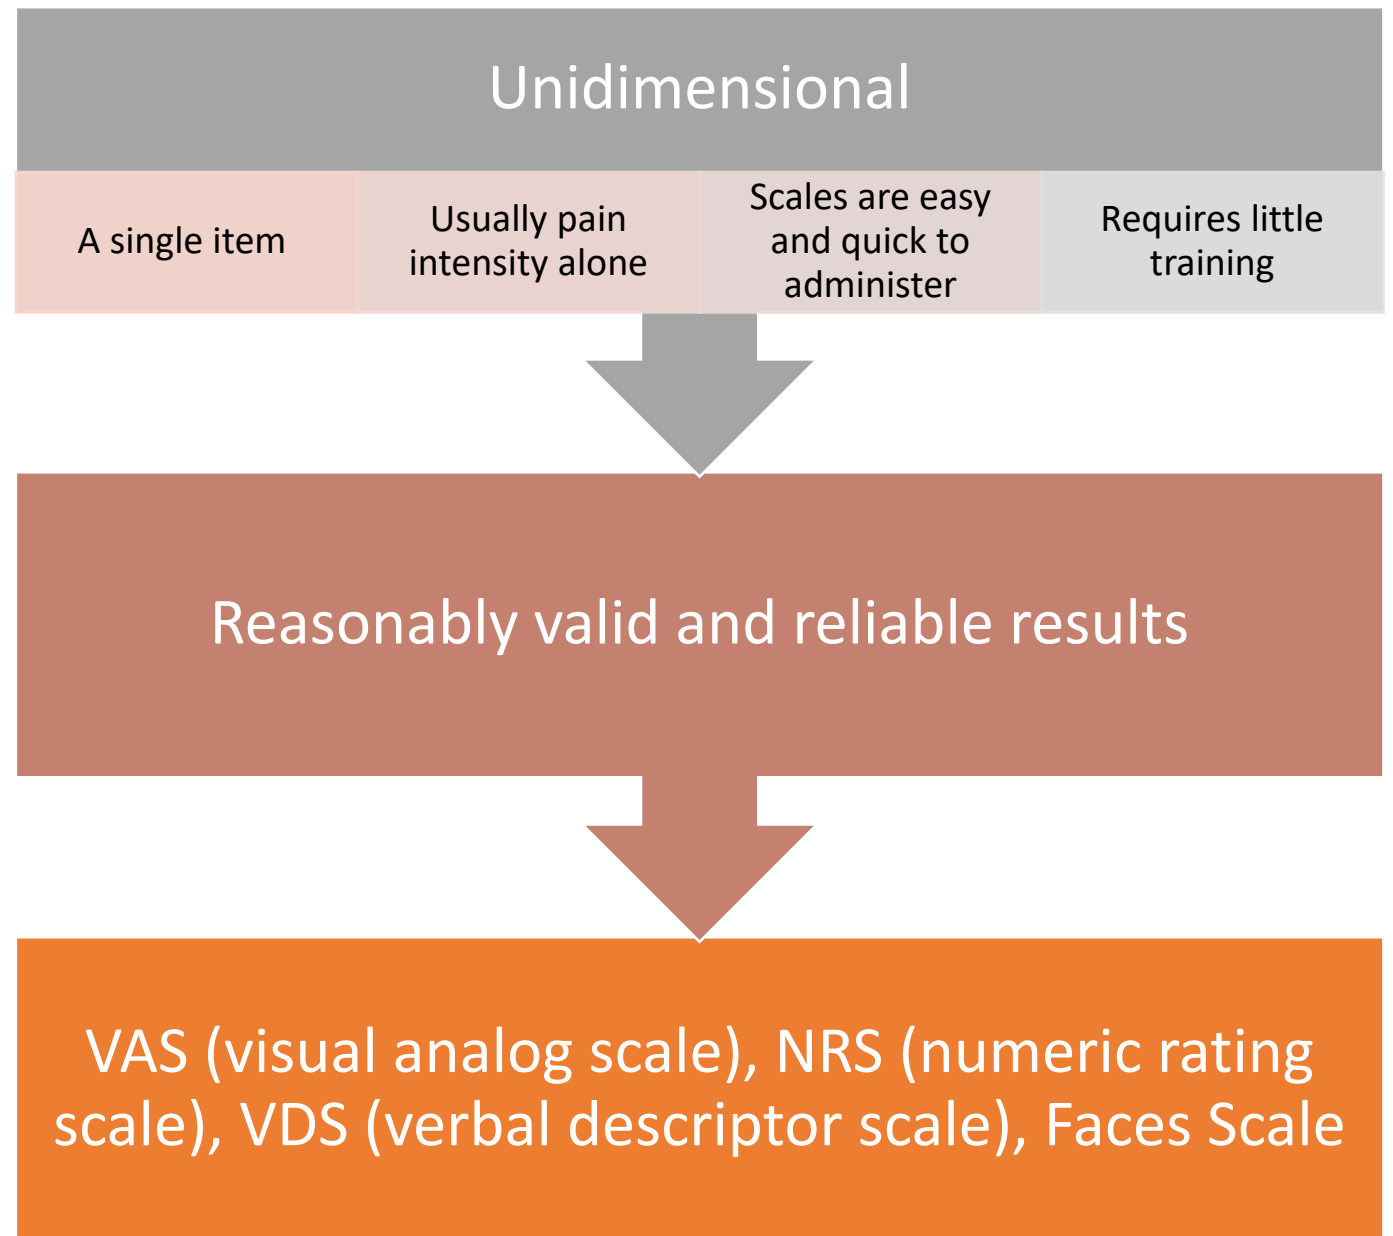 Unidimensional
A single item
Usually pain
intensity alone
Scales are easy
and quick to
administer
Requires little
training
Reasonably valid and reliable results
VAS (visual analog scale), NRS (numeric rating
scale), VDS (verbal descriptor scale), Faces Scale